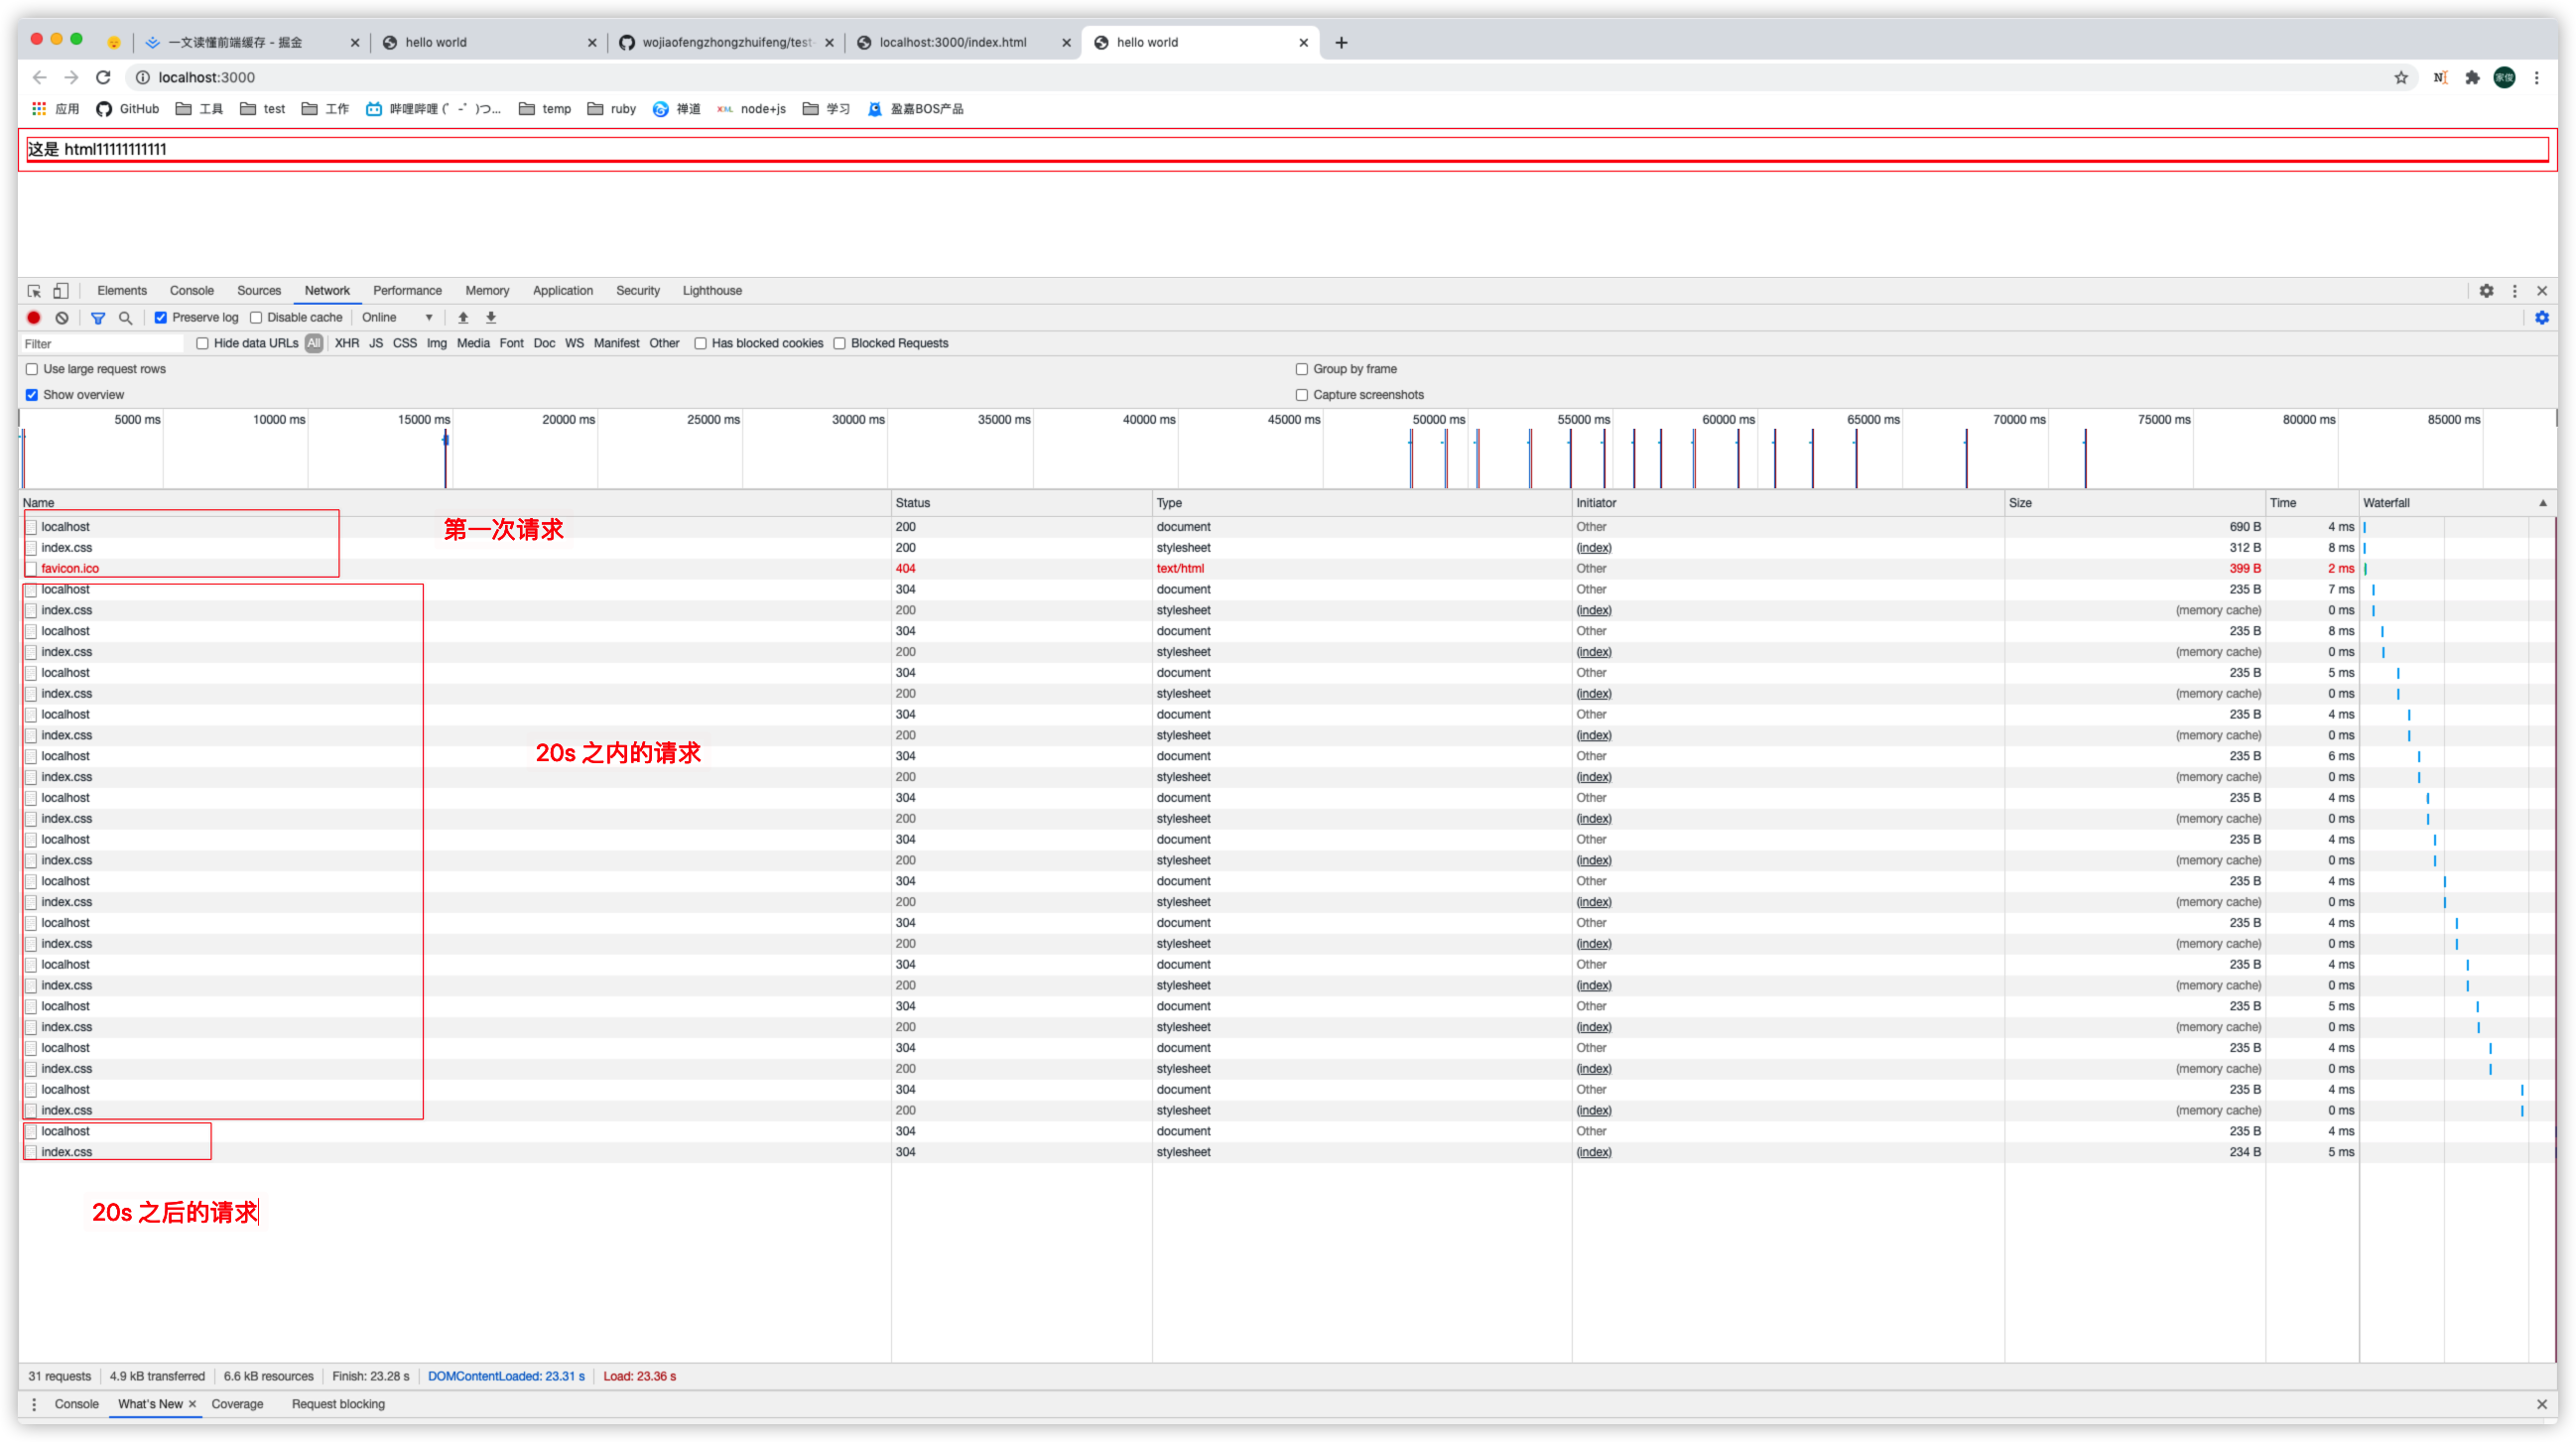 一文读懂前端缓存 - 掘金 hello world wojiaofengzhongzhuifeng/test- localhost:3000/index.html hello world
localhost:3000
应用 GitHub 工具 test 工作 哔哩哔哩 (゜-゜)つ... temp ruby 禅道 XML node+js 学习 盈嘉BOS产品
这是 html11111111111
Elements Console Sources Network Performance Memory Application Security Lighthouse
Preserve log Disable cache Online
Filter Hide data URLs All XHR JS CSS Img Media Font Doc WS Manifest Other Has blocked cookies Blocked Requests
Use large request rows Group by frame
Show overview Capture screenshots
5000 ms 10000 ms 15000 ms 20000 ms 25000 ms 30000 ms 35000 ms 40000 ms 45000 ms 50000 ms 55000 ms 60000 ms 65000 ms 70000 ms 75000 ms 80000 ms 85000 ms
Name Status Type Initiator Size Time Waterfall
localhost 200 document Other 690 B 4 ms
第一次请求
index.css 200 stylesheet (index) 312 B 8 ms
favicon.ico 404 text/html Other 399 B 2 ms
localhost 304 document Other 235 B 7 ms
index.css 200 stylesheet (index) (memory cache) 0 ms
localhost 304 document Other 235 B 8 ms
index.css 200 stylesheet (index) (memory cache) 0 ms
localhost 304 document Other 235 B 5 ms
index.css 200 stylesheet (index) (memory cache) 0 ms
localhost 304 document Other 235 B 4 ms
index.css 200 stylesheet (index) (memory cache) 0 ms
20s 之内的请求
localhost 304 document Other 235 B 6 ms
index.css 200 stylesheet (index) (memory cache) 0 ms
localhost 304 document Other 235 B 4 ms
index.css 200 stylesheet (index) (memory cache) 0 ms
localhost 304 document Other 235 B 4 ms
index.css 200 stylesheet (index) (memory cache) 0 ms
localhost 304 document Other 235 B 4 ms
index.css 200 stylesheet (index) (memory cache) 0 ms
localhost 304 document Other 235 B 4 ms
index.css 200 stylesheet (index) (memory cache) 0 ms
localhost 304 document Other 235 B 4 ms
index.css 200 stylesheet (index) (memory cache) 0 ms
localhost 304 document Other 235 B 5 ms
index.css 200 stylesheet (index) (memory cache) 0 ms
localhost 304 document Other 235 B 4 ms
index.css 200 stylesheet (index) (memory cache) 0 ms
localhost 304 document Other 235 B 4 ms
index.css 200 stylesheet (index) (memory cache) 0 ms
localhost 304 document Other 235 B 4 ms
index.css 304 stylesheet (index) 234 B 5 ms
20s 之后的请求
31 requests 4.9 kB transferred 6.6 kB resources Finish: 23.28 s DOMContentLoaded: 23.31 s Load: 23.36 s
Console What's New Coverage Request blocking